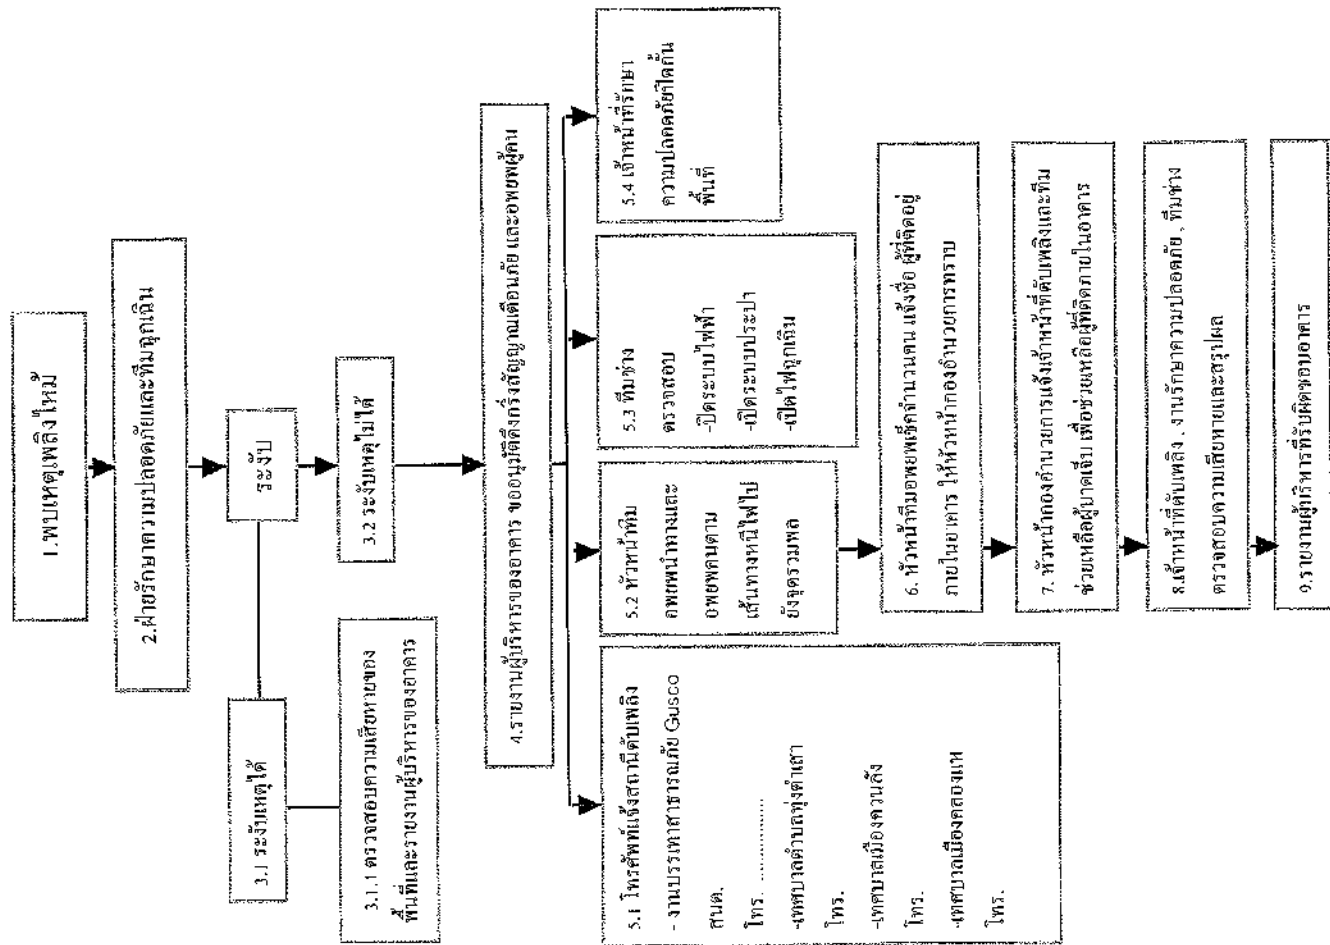 1.พบเหตุเพลิงไหม้
2.ฝ่ายรักษาความปลอดภัยและทีมฉุกเฉิน
ระงับ
3.1 ระงับเหตุได้
3.1.1 ตรวจสอบความเสียหายของ
พื้นที่และรายงานผู้บริหารของอาคาร
3.2 ระงับเหตุไม่ได้
4.รายงานผู้บริหารของอาคาร ขออนุมัติดึงกริ่งสัญญาณเตือนภัย และอพยพผู้คน
5.1 โทรศัพท์แจ้งสถานีดับเพลิง
- งานบรรเทาสาธารณภัย Gusco
สนด.
โทร. ................
-เทศบาลตำบลทุ่งตำเสา
โทร.
-เทศบาลเมืองควนลัง
โทร.
-เทศบาลเมืองคลองแห
โทร.
5.2 หัวหน้าทีม
อพยพนำทางและ
อพยพคนตาม
เส้นทางหนีไฟไป
ยังจุดรวมพล
5.3 ทีมช่าง
ตรวจสอบ
-ปิดระบบไฟฟ้า
-เปิดระบบประปา
-เปิดไฟฉุกเฉิน
5.4 เจ้าหน้าที่รักษา
ความปลอดภัยปิดกั้น
พื้นที่
6. หัวหน้าทีมอพยพเช็คจำนวนคน แจ้งชื่อ ผู้ที่ติดอยู่
ภายในอาคาร ให้หัวหน้ากองอำนวยการทราบ
7. หัวหน้ากองอำนวยการแจ้งเจ้าหน้าที่ดับเพลิงและทีม
ช่วยเหลือผู้บาดเจ็บ เพื่อช่วยเหลือผู้ที่ติดภายในอาคาร
8.เจ้าหน้าที่ดับเพลิง , งานรักษาความปลอดภัย , ทีมช่าง
ตรวจสอบความเสียหายและสรุปผล
9.รายงานผู้บริหารที่รับผิดชอบอาคาร